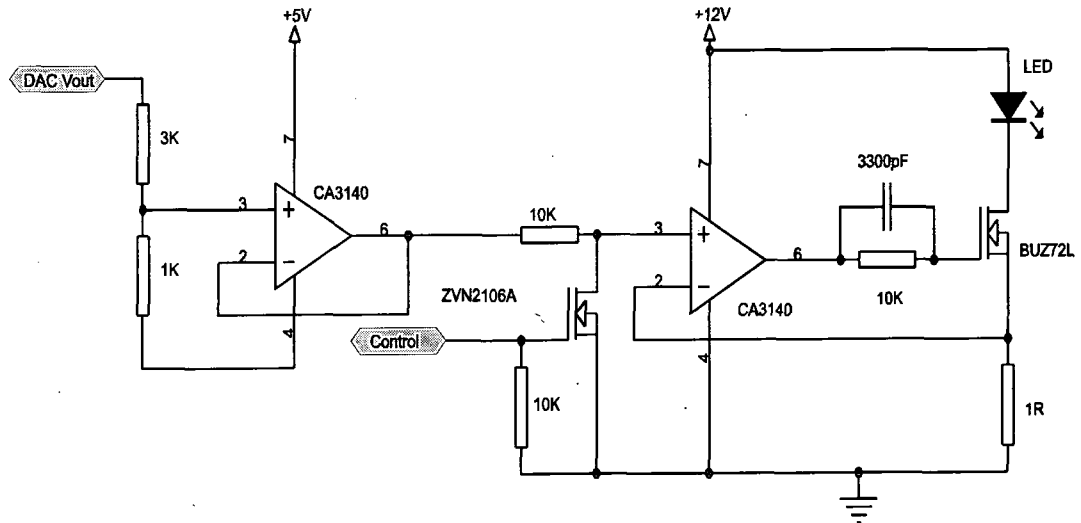 +5V
+12V
DAC Vout
LED
3K
7
7
3300pF
CA3140
3
6
10K
3
6
2
2
BUZ72L
1K
ZVN2106A
CA3140
10K
4
Control
4
10K
1R